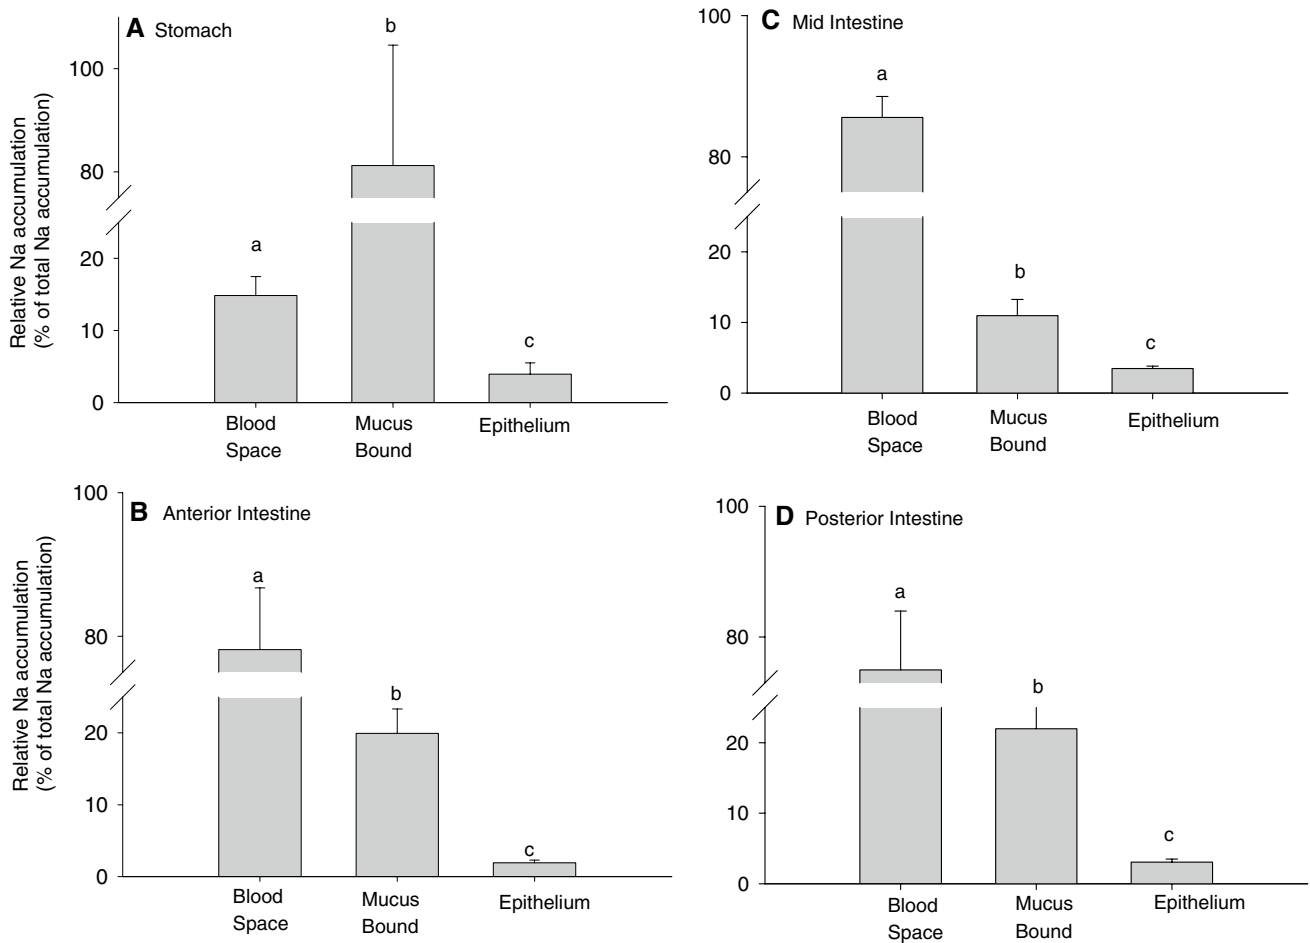 A Stomach
Relative Na accumulation
(% of total Na accumulation)
100
80
20
10
0
a
b
c
Blood
Space
Mucus
Bound
Epithelium
C Mid Intestine
100
80
20
10
0
a
b
c
Blood
Space
Mucus
Bound
Epithelium
B Anterior Intestine
Relative Na accumulation
(% of total Na accumulation)
100
80
20
10
0
a
b
c
Blood
Space
Mucus
Bound
Epithelium
D Posterior Intestine
100
80
20
10
0
a
b
c
Blood
Space
Mucus
Bound
Epithelium